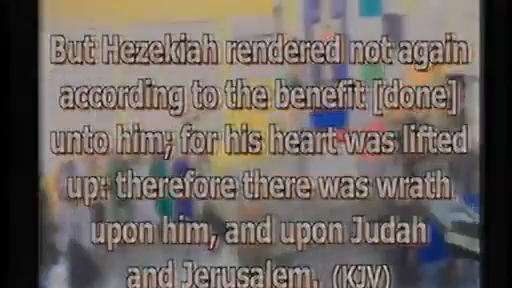 But Hezekiah rendered not again
according to the benefit [done]
unto him; for his heart was lifted
up: therefore there was wrath
upon him, and upon Judah
and Jerusalem. (KJV)